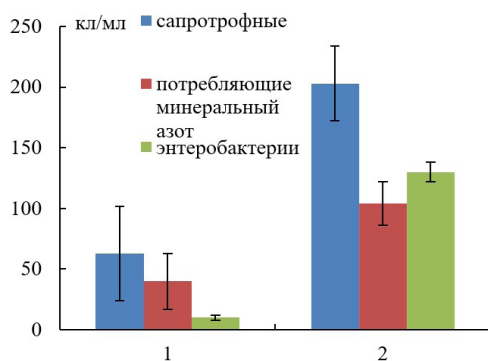 250
кл/мл
сапротрофные
200
потребляющие
минеральный
азот
150
энтеробактерии
100
50
0
1
2